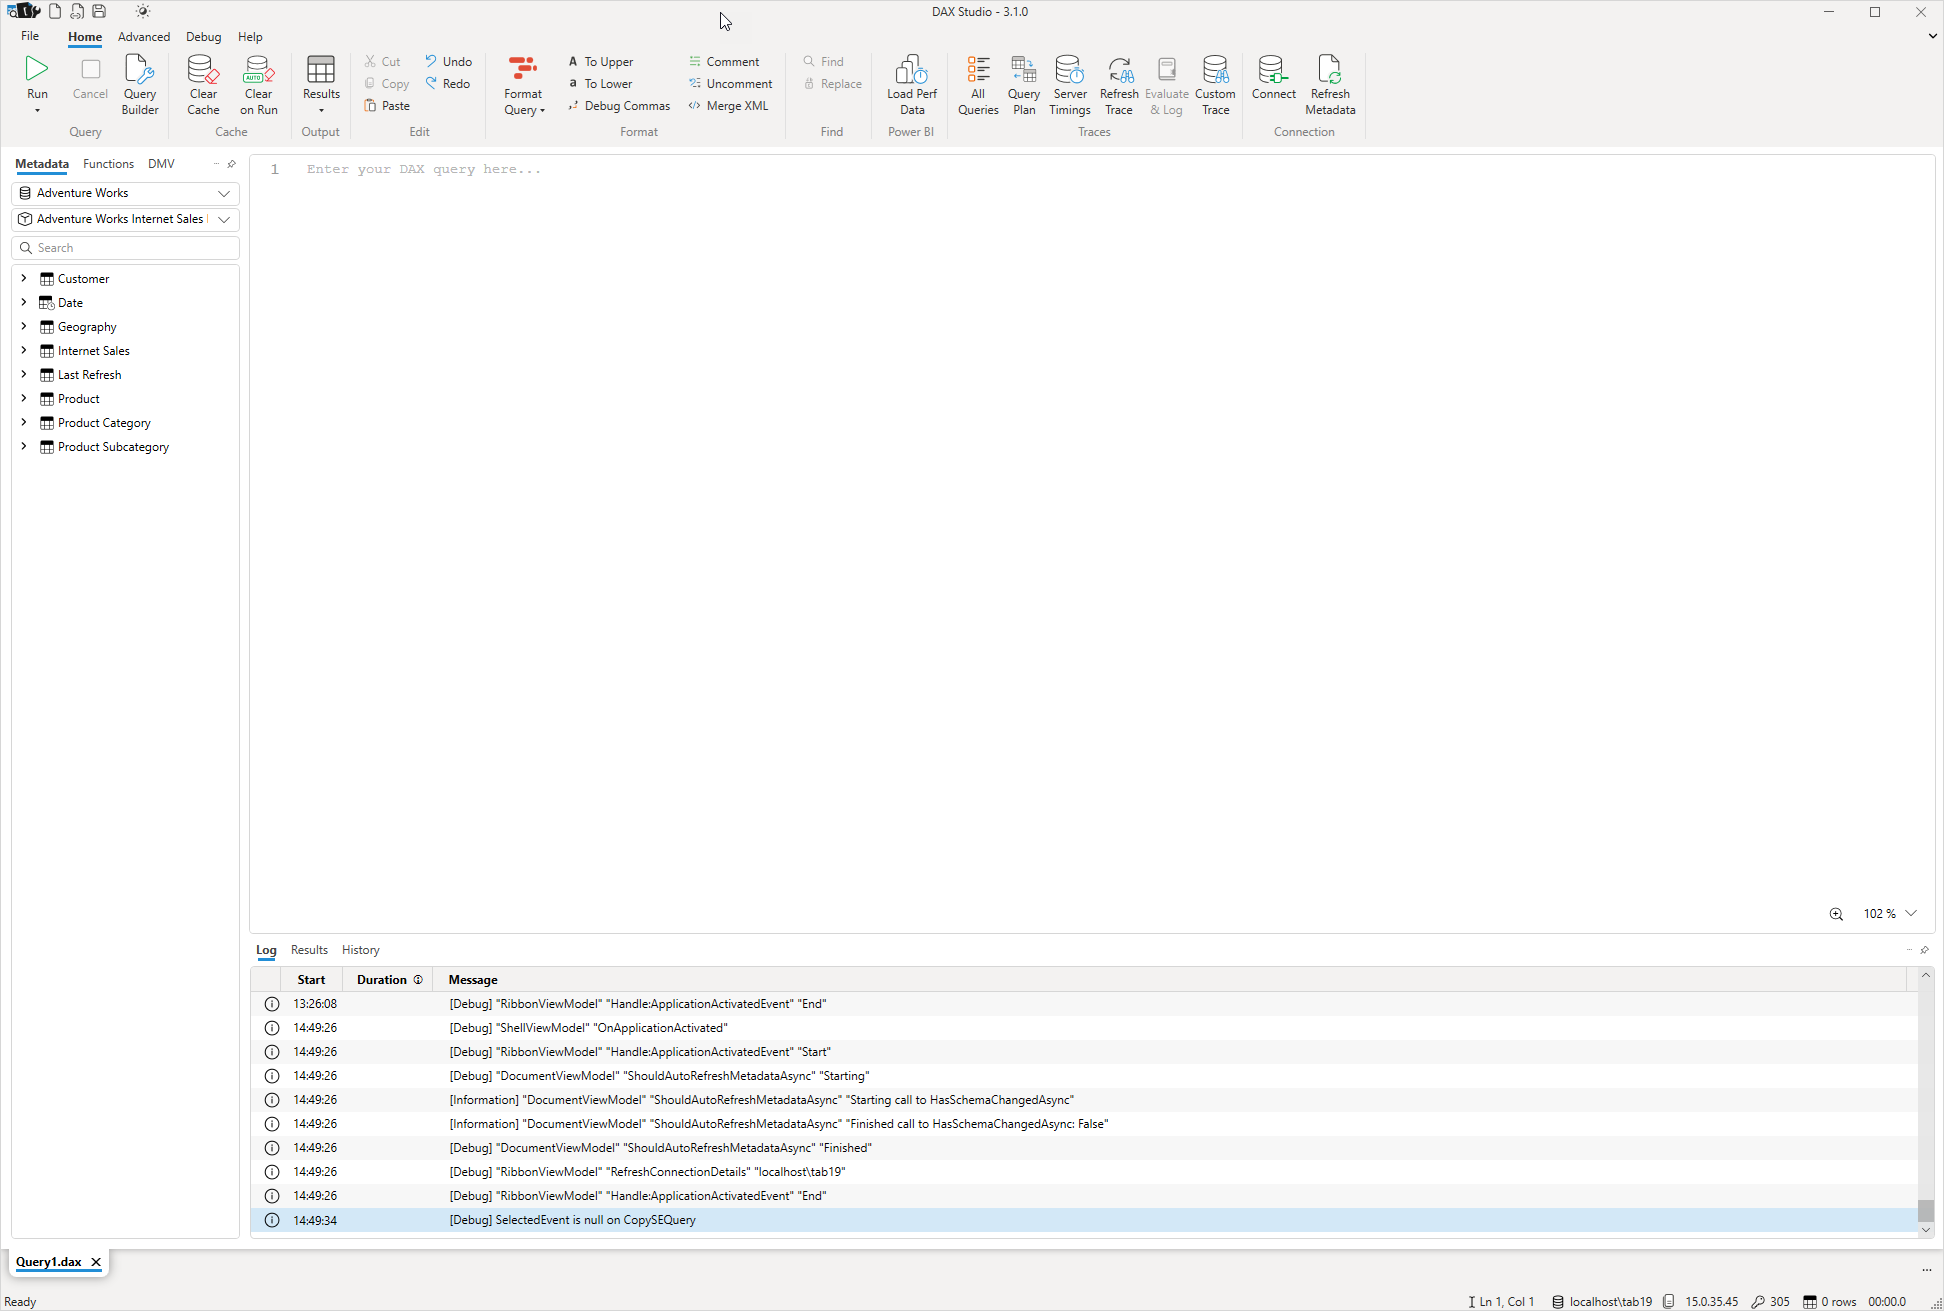 DAX Studio - 3.1.0
File Home Advanced Debug Help
Run
Cancel
Query Builder
Query
Clear Cache
Clear on Run
Cache
Results
Output
Cut
Copy
Paste
Undo
Redo
Edit
Format Query
To Upper
To Lower
Debug Commas
Comment
Uncomment
Merge XML
Format
Find
Replace
Find
Load Perf Data
Power BI
All Queries
Query Plan
Server Timings
Refresh Trace
Evaluate & Log
Custom Trace
Traces
Connect
Refresh Metadata
Connection
Metadata Functions DMV
Adventure Works
Adventure Works Internet Sales
Search
Customer
Date
Geography
Internet Sales
Last Refresh
Product
Product Category
Product Subcategory
1 Enter your DAX query here...
102 %
Log Results History
Start Duration Message
13:26:08 [Debug] "RibbonViewModel" "Handle:ApplicationActivatedEvent" "End"
14:49:26 [Debug] "ShellViewModel" "OnApplicationActivated"
14:49:26 [Debug] "RibbonViewModel" "Handle:ApplicationActivatedEvent" "Start"
14:49:26 [Debug] "DocumentViewModel" "ShouldAutoRefreshMetadataAsync" "Starting"
14:49:26 [Information] "DocumentViewModel" "ShouldAutoRefreshMetadataAsync" "Starting call to HasSchemaChangedAsync"
14:49:26 [Information] "DocumentViewModel" "ShouldAutoRefreshMetadataAsync" "Finished call to HasSchemaChangedAsync: False"
14:49:26 [Debug] "DocumentViewModel" "ShouldAutoRefreshMetadataAsync" "Finished"
14:49:26 [Debug] "RibbonViewModel" "RefreshConnectionDetails" "localhost\tab19"
14:49:26 [Debug] "RibbonViewModel" "Handle:ApplicationActivatedEvent" "End"
14:49:34 [Debug] SelectedEvent is null on CopySEQuery
Query1.dax
Ready
Ln 1, Col 1 localhost\tab19 15.0.35.45 305 0 rows 00:00.0